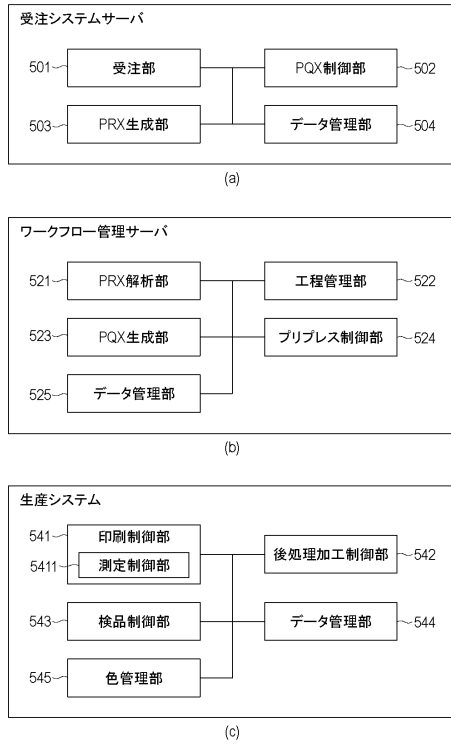 受注システムサーバ
501 受注部 PQX制御部 502
503 PRX生成部 データ管理部 504
(a)
ワークフロー管理サーバ
521 PRX解析部 工程管理部 522
523 PQX生成部 プリプレス制御部 524
525 データ管理部
(b)
生産システム
541 印刷制御部 後処理加工制御部 542
5411 測定制御部
543 検品制御部 データ管理部 544
545 色管理部
(c)